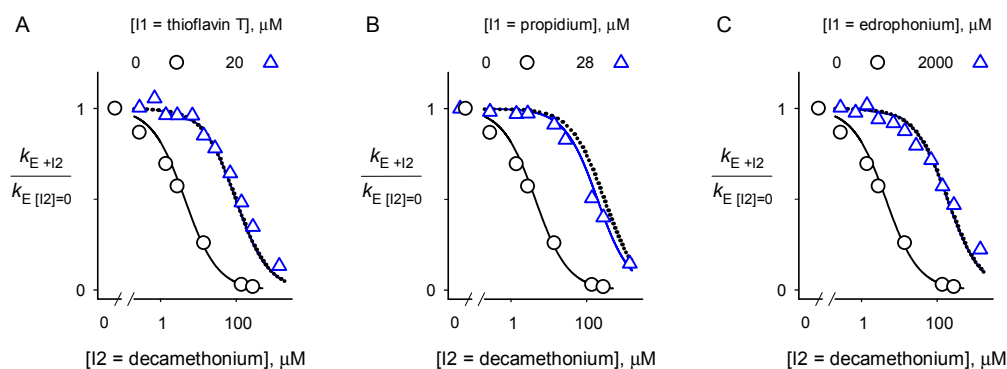 A
[I1 = thioflavin T], μM
0 20
1
k E +I2
k E [I2]=0
0
0 1 100
[I2 = decamethonium], μM
B
[I1 = propidium], μM
0 28
1
k E +I2
k E [I2]=0
0
0 1 100
[I2 = decamethonium], μM
C
[I1 = edrophonium], μM
0 2000
1
k E +I2
k E [I2]=0
0
0 1 100
[I2 = decamethonium], μM